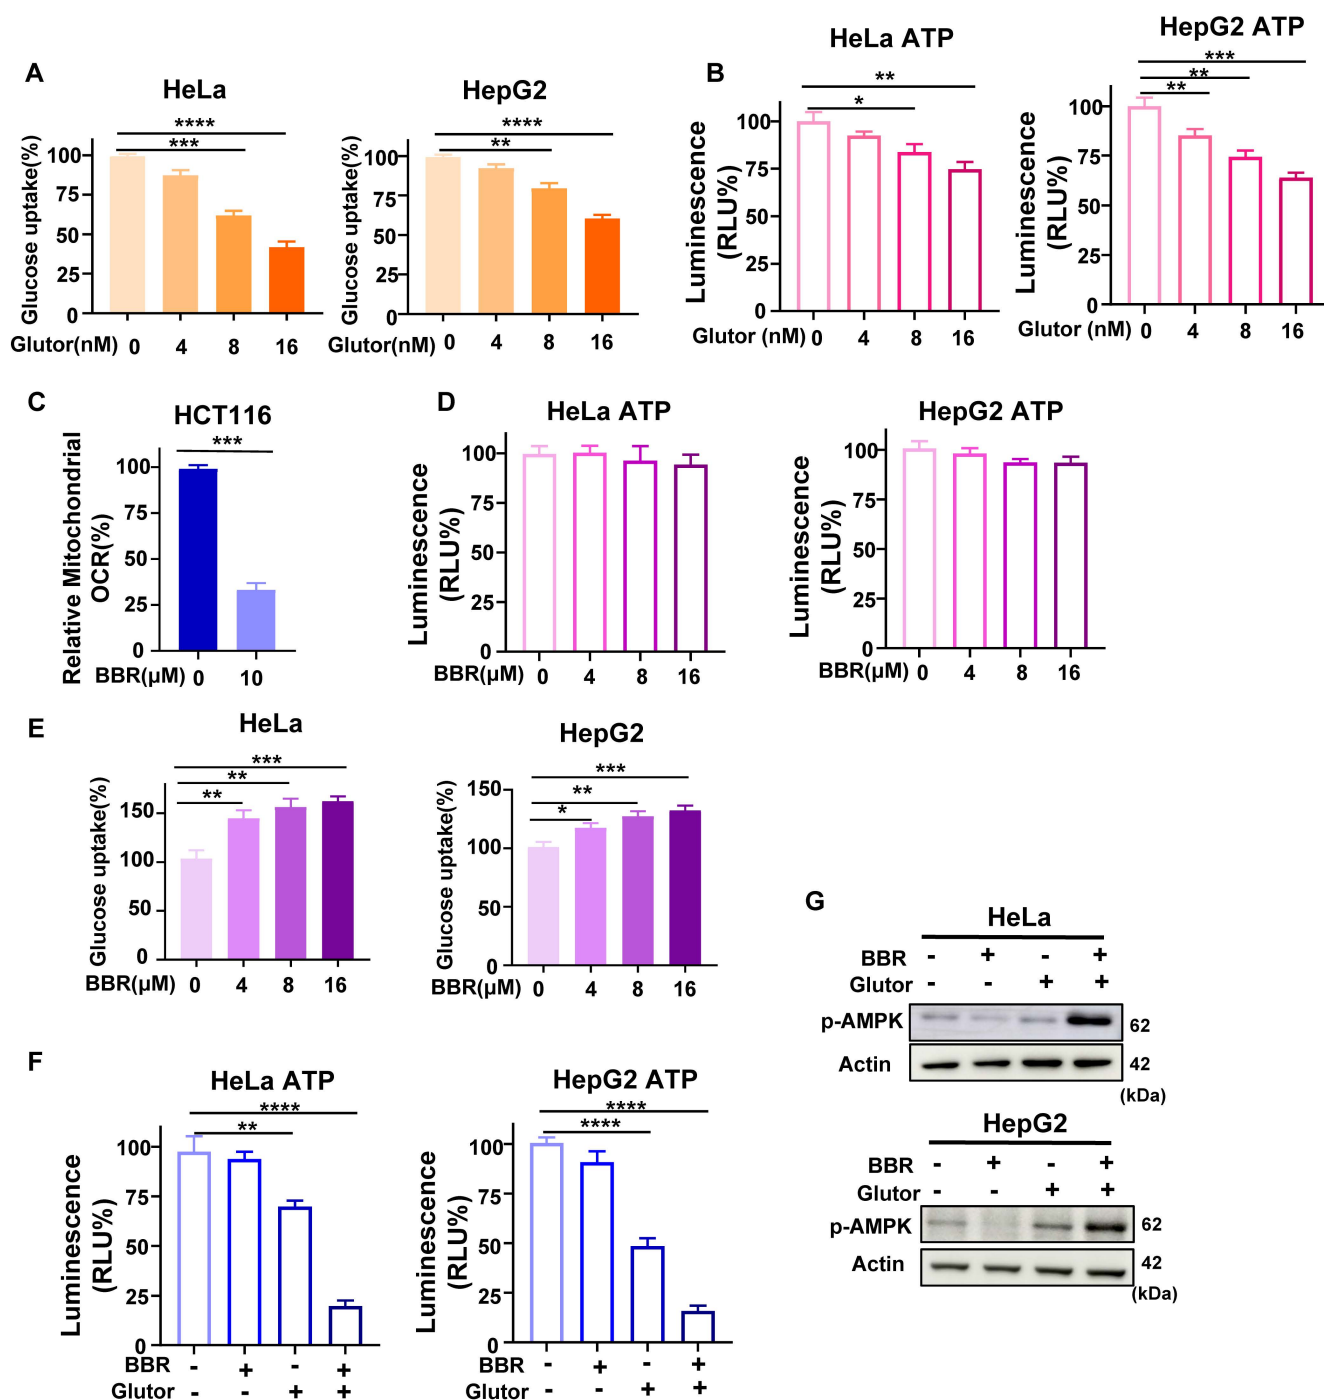 A
HeLa
****
***
Glucose uptake(%)
100
75
50
25
Glutor(nM) 0 4 8 16
HepG2
****
**
Glucose uptake(%)
100
75
50
25
Glutor(nM) 0 4 8 16
B
HeLa ATP
**
*
Luminescence
(RLU%)
100
75
50
25
0
Glutor (nM) 0 4 8 16
HepG2 ATP
***
**
**
Luminescence
(RLU%)
100
75
50
25
0
Glutor (nM) 0 4 8 16
C
HCT116
***
Relative Mitochondrial
OCR(%)
100
75
50
25
0
BBR(μM) 0 10
D
HeLa ATP
Luminescence
(RLU%)
100
75
50
25
0
BBR(μM) 0 4 8 16
HepG2 ATP
Luminescence
(RLU%)
100
75
50
25
0
BBR(μM) 0 4 8 16
E
HeLa
***
**
**
Glucose uptake(%)
150
100
50
0
BBR(μM) 0 4 8 16
HepG2
***
**
*
Glucose uptake(%)
150
100
50
0
BBR(μM) 0 4 8 16
F
HeLa ATP
****
**
Luminescence
(RLU%)
100
75
50
25
0
BBR - + - +
Glutor - - + +
HepG2 ATP
****
****
Luminescence
(RLU%)
100
75
50
25
0
BBR - + - +
Glutor - - + +
G
HeLa
BBR - + - +
Glutor - - + +
p-AMPK 62
Actin 42
(kDa)
HepG2
BBR - + - +
Glutor - - + +
p-AMPK 62
Actin 42
(kDa)